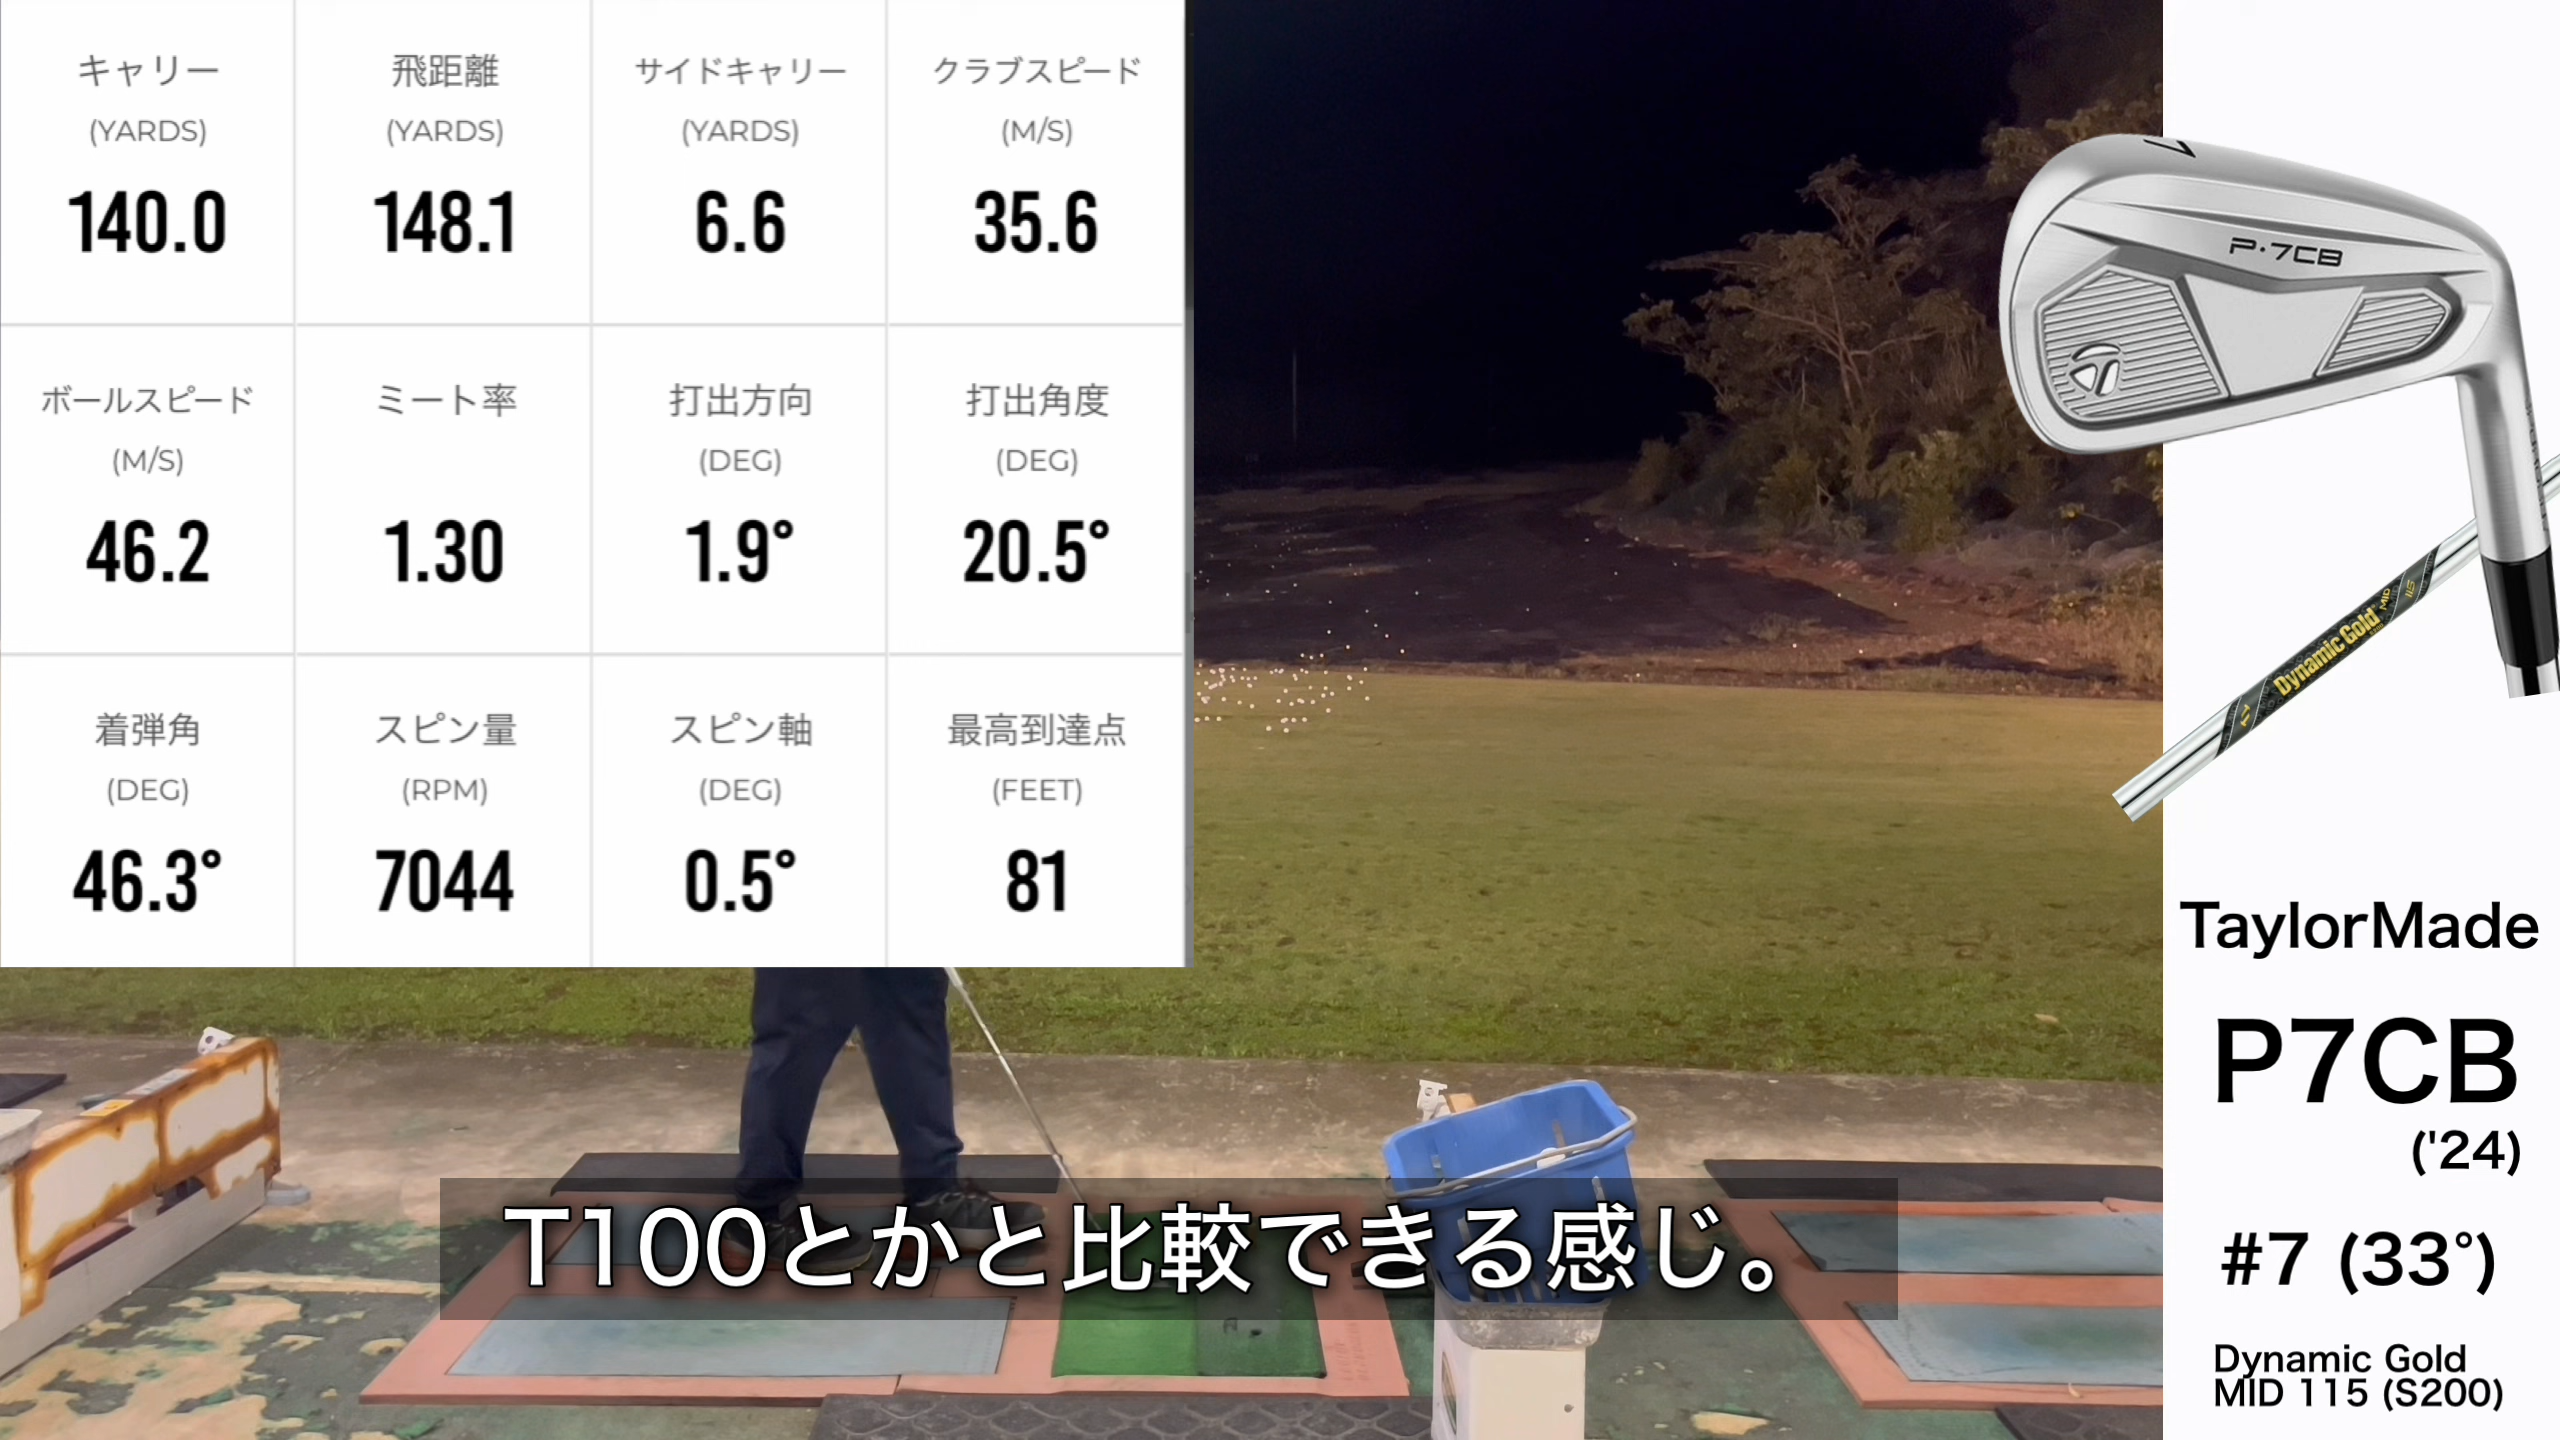 キャリー
(YARDS)
140.0
飛距離
(YARDS)
148.1
サイドキャリー
(YARDS)
6.6
クラブスピード
(M/S)
35.6
ボールスピード
(M/S)
46.2
ミート率
1.30
打出方向
(DEG)
1.9°
打出角度
(DEG)
20.5°
着弾角
(DEG)
46.3°
スピン量
(RPM)
7044
スピン軸
(DEG)
0.5°
最高到達点
(FEET)
81
7
P·7CB
Dynamic Gold
MID
115
TaylorMade
P7CB
('24)
#7 (33°)
Dynamic Gold
MID 115 (S200)
T100とかと比較できる感じ。